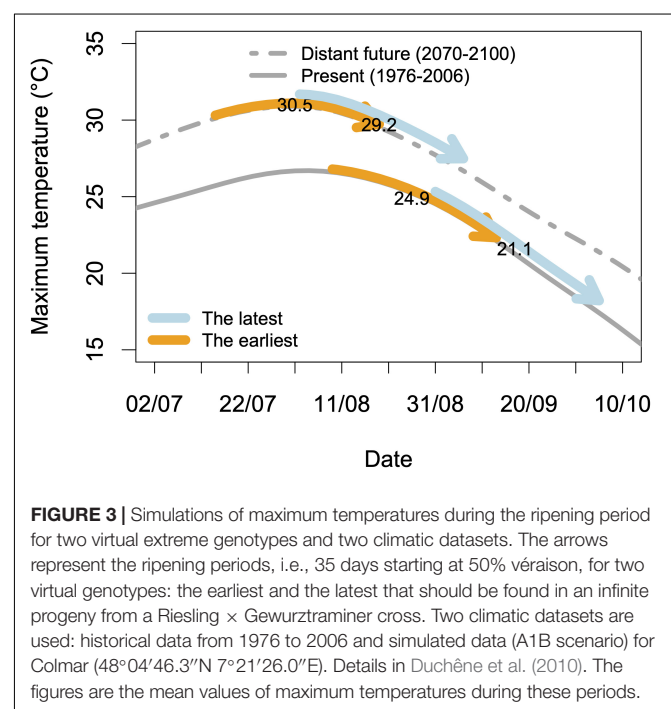 35
30
25
20
15
Maximum temperature (°C)
Distant future (2070-2100)
Present (1976-2006)
30.5
29.2
24.9
21.1
The latest
The earliest
02/07 22/07 11/08 31/08 20/09 10/10
Date
FIGURE 3 | Simulations of maximum temperatures during the ripening period
for two virtual extreme genotypes and two climatic datasets. The arrows
represent the ripening periods, i.e., 35 days starting at 50% véraison, for two
virtual genotypes: the earliest and the latest that should be found in an infinite
progeny from a Riesling × Gewurztraminer cross. Two climatic datasets are
used: historical data from 1976 to 2006 and simulated data (A1B scenario) for
Colmar (48°04′46.3″N 7°21′26.0″E). Details in Duchêne et al. (2010). The
figures are the mean values of maximum temperatures during these periods.